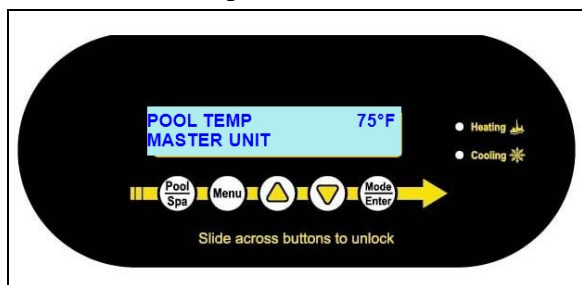 POOL TEMP 75°F
MASTER UNIT
Heating
Cooling
Pool
Spa
Menu
Mode
Enter
Slide across buttons to unlock